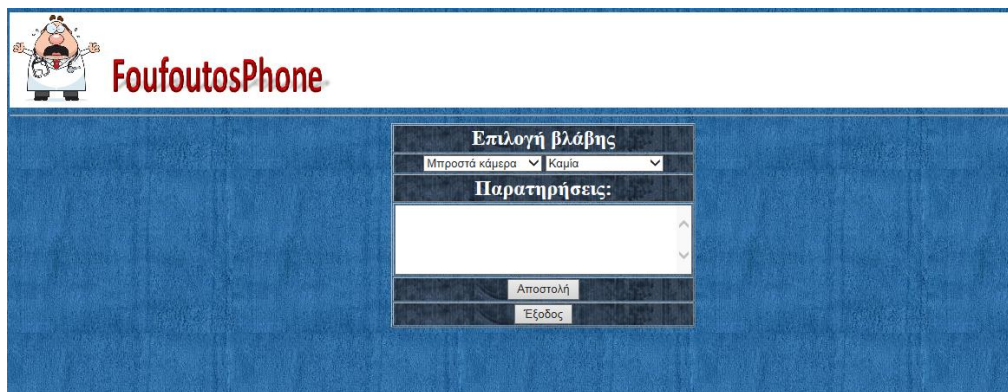 FoufoutosPhone
Επιλογή βλάβης
Μπροστά κάμερα Καμία
Παρατηρήσεις:
Αποστολή
Έξοδος